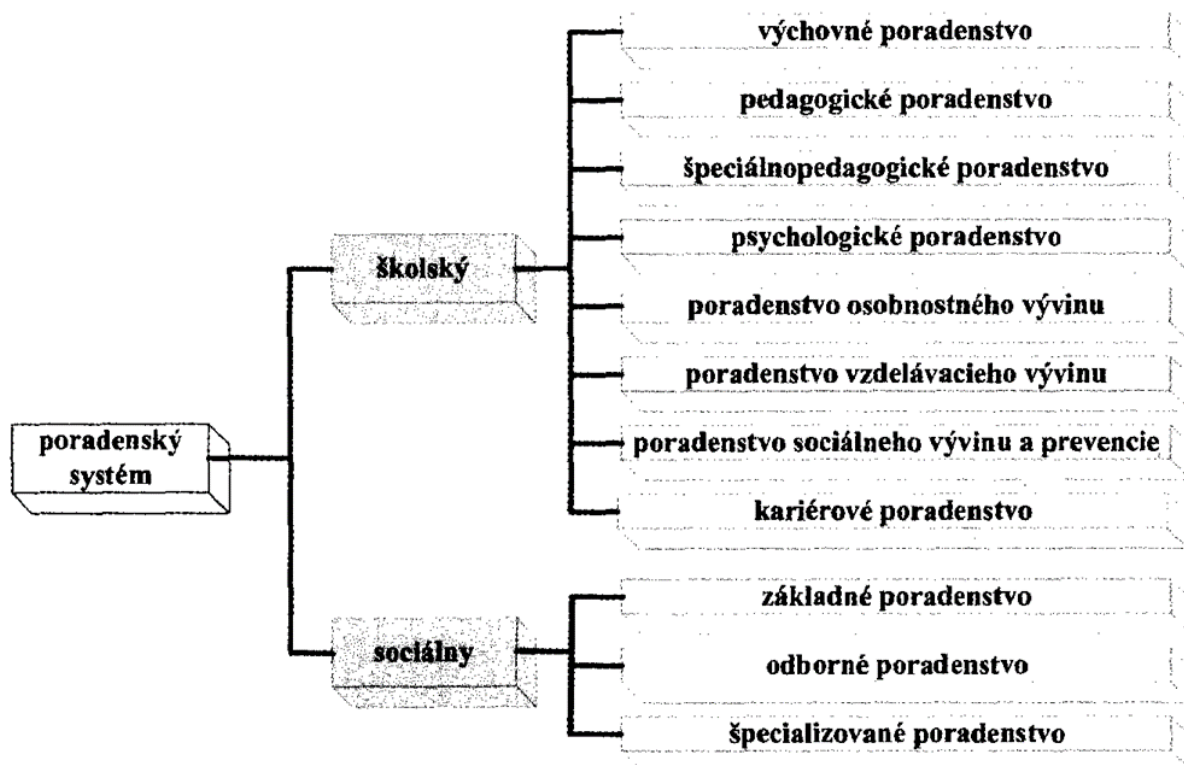 výchovné poradenstvo
pedagogické poradenstvo
špeciálnopedagogické poradenstvo
psychologické poradenstvo
školský
poradenstvo osobnostného vývinu
poradenstvo vzdelávacieho vývinu
poradenský
systém
poradenstvo sociálneho vývinu a prevencie
kariérové poradenstvo
základné poradenstvo
sociálny
odborné poradenstvo
špecializované poradenstvo